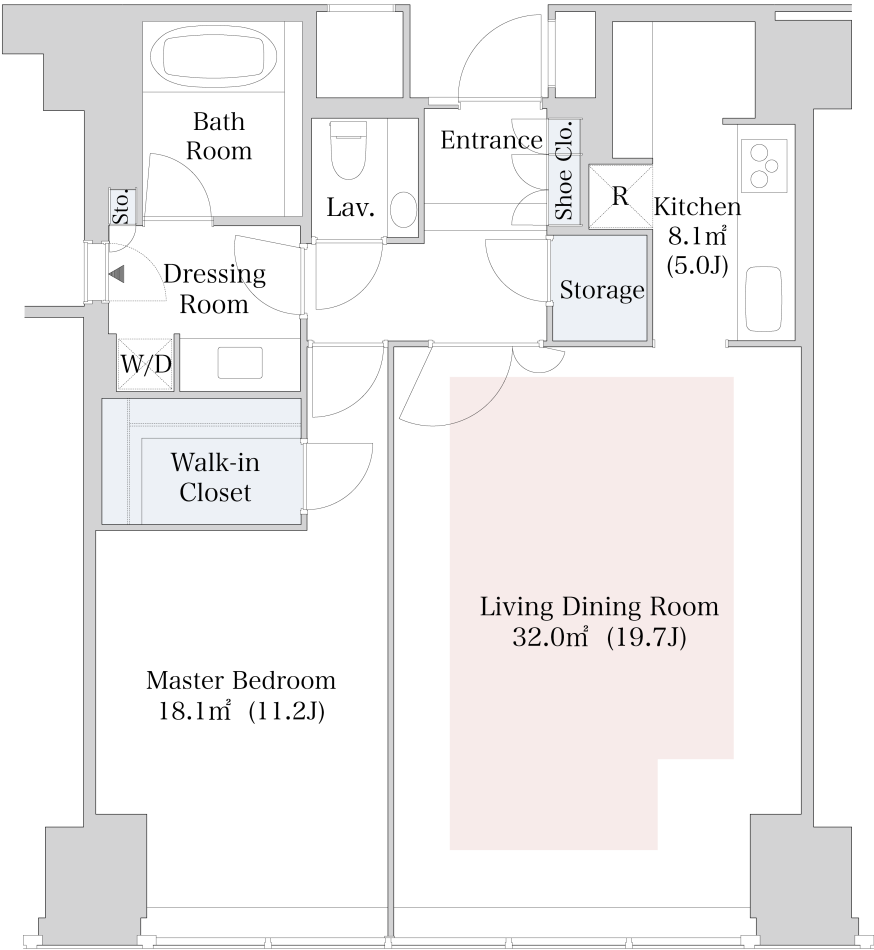 Bath
Room
Entrance
Shoe Clo.
Sto.
Lav.
R
Kitchen
8.1㎡
(5.0J)
Dressing
Room
Storage
W/D
Walk-in
Closet
Living Dining Room
32.0㎡ (19.7J)
Master Bedroom
18.1㎡ (11.2J)